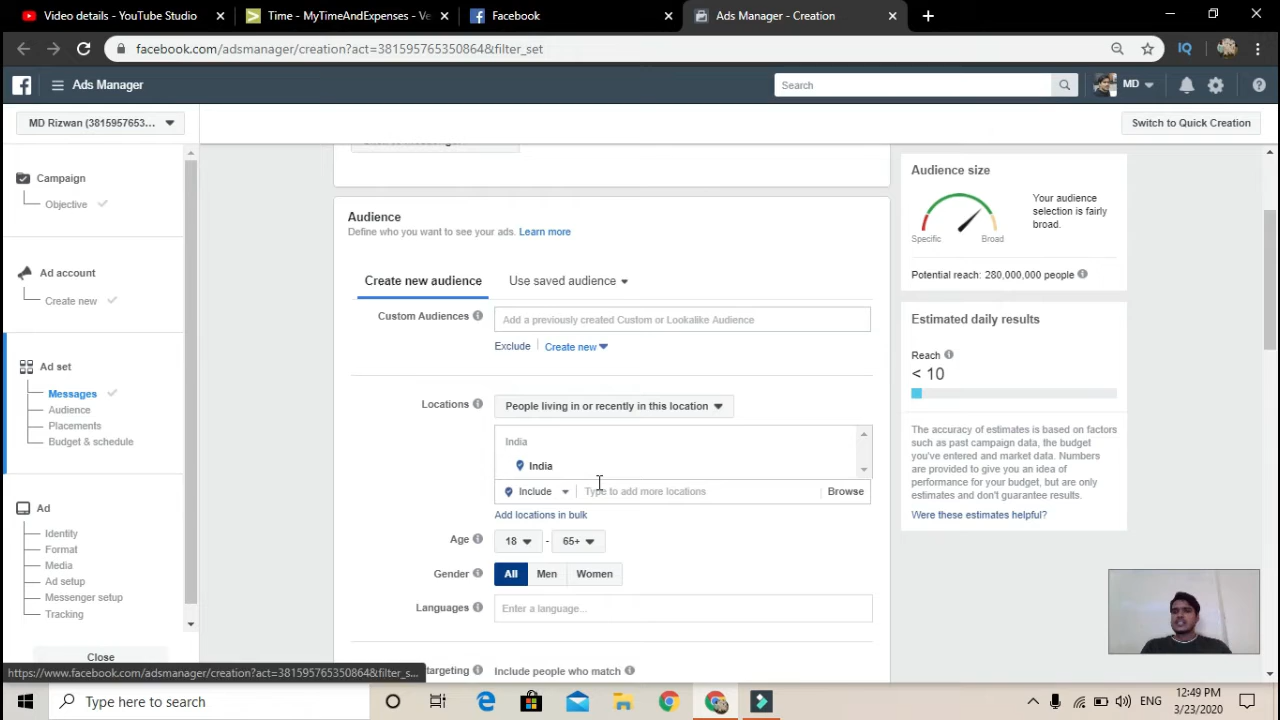 Video details - YouTube Studio
Time - MyTimeAndExpenses - Ve
Facebook
Ads Manager - Creation
facebook.com/adsmanager/creation?act=3815957653508648&filter_set
Ads Manager
Search
MD
MD Rizwan (3815957653...
Switch to Quick Creation
Campaign
Objective
Ad account
Create new
Ad set
Messages
Audience
Placements
Budget & schedule
Ad
Identity
Format
Media
Ad setup
Messenger setup
Tracking
Close
Audience
Define who you want to see your ads. Learn more
Create new audience
Use saved audience
Custom Audiences
Add a previously created Custom or Lookalike Audience
Exclude
Create new
Locations
People living in or recently in this location
India
India
Include
Type to add more locations
Browse
Add locations in bulk
Age
18
-
65+
Gender
All
Men
Women
Languages
Enter a language...
targeting
Include people who match
Audience size
Specific
Broad
Your audience
selection is fairly
broad.
Potential reach: 280,000,000 people
Estimated daily results
Reach
< 10
The accuracy of estimates is based on factors
such as past campaign data, the budget
you've entered and market data. Numbers
are provided to give you an idea of
performance for your budget, but are only
estimates and don't guarantee results.
Were these estimates helpful?
https://www.facebook.com/adsmanager/creation?act=381595765350864&filter_s...
Type here to search
ENG
12:49 PM
3/23/2020